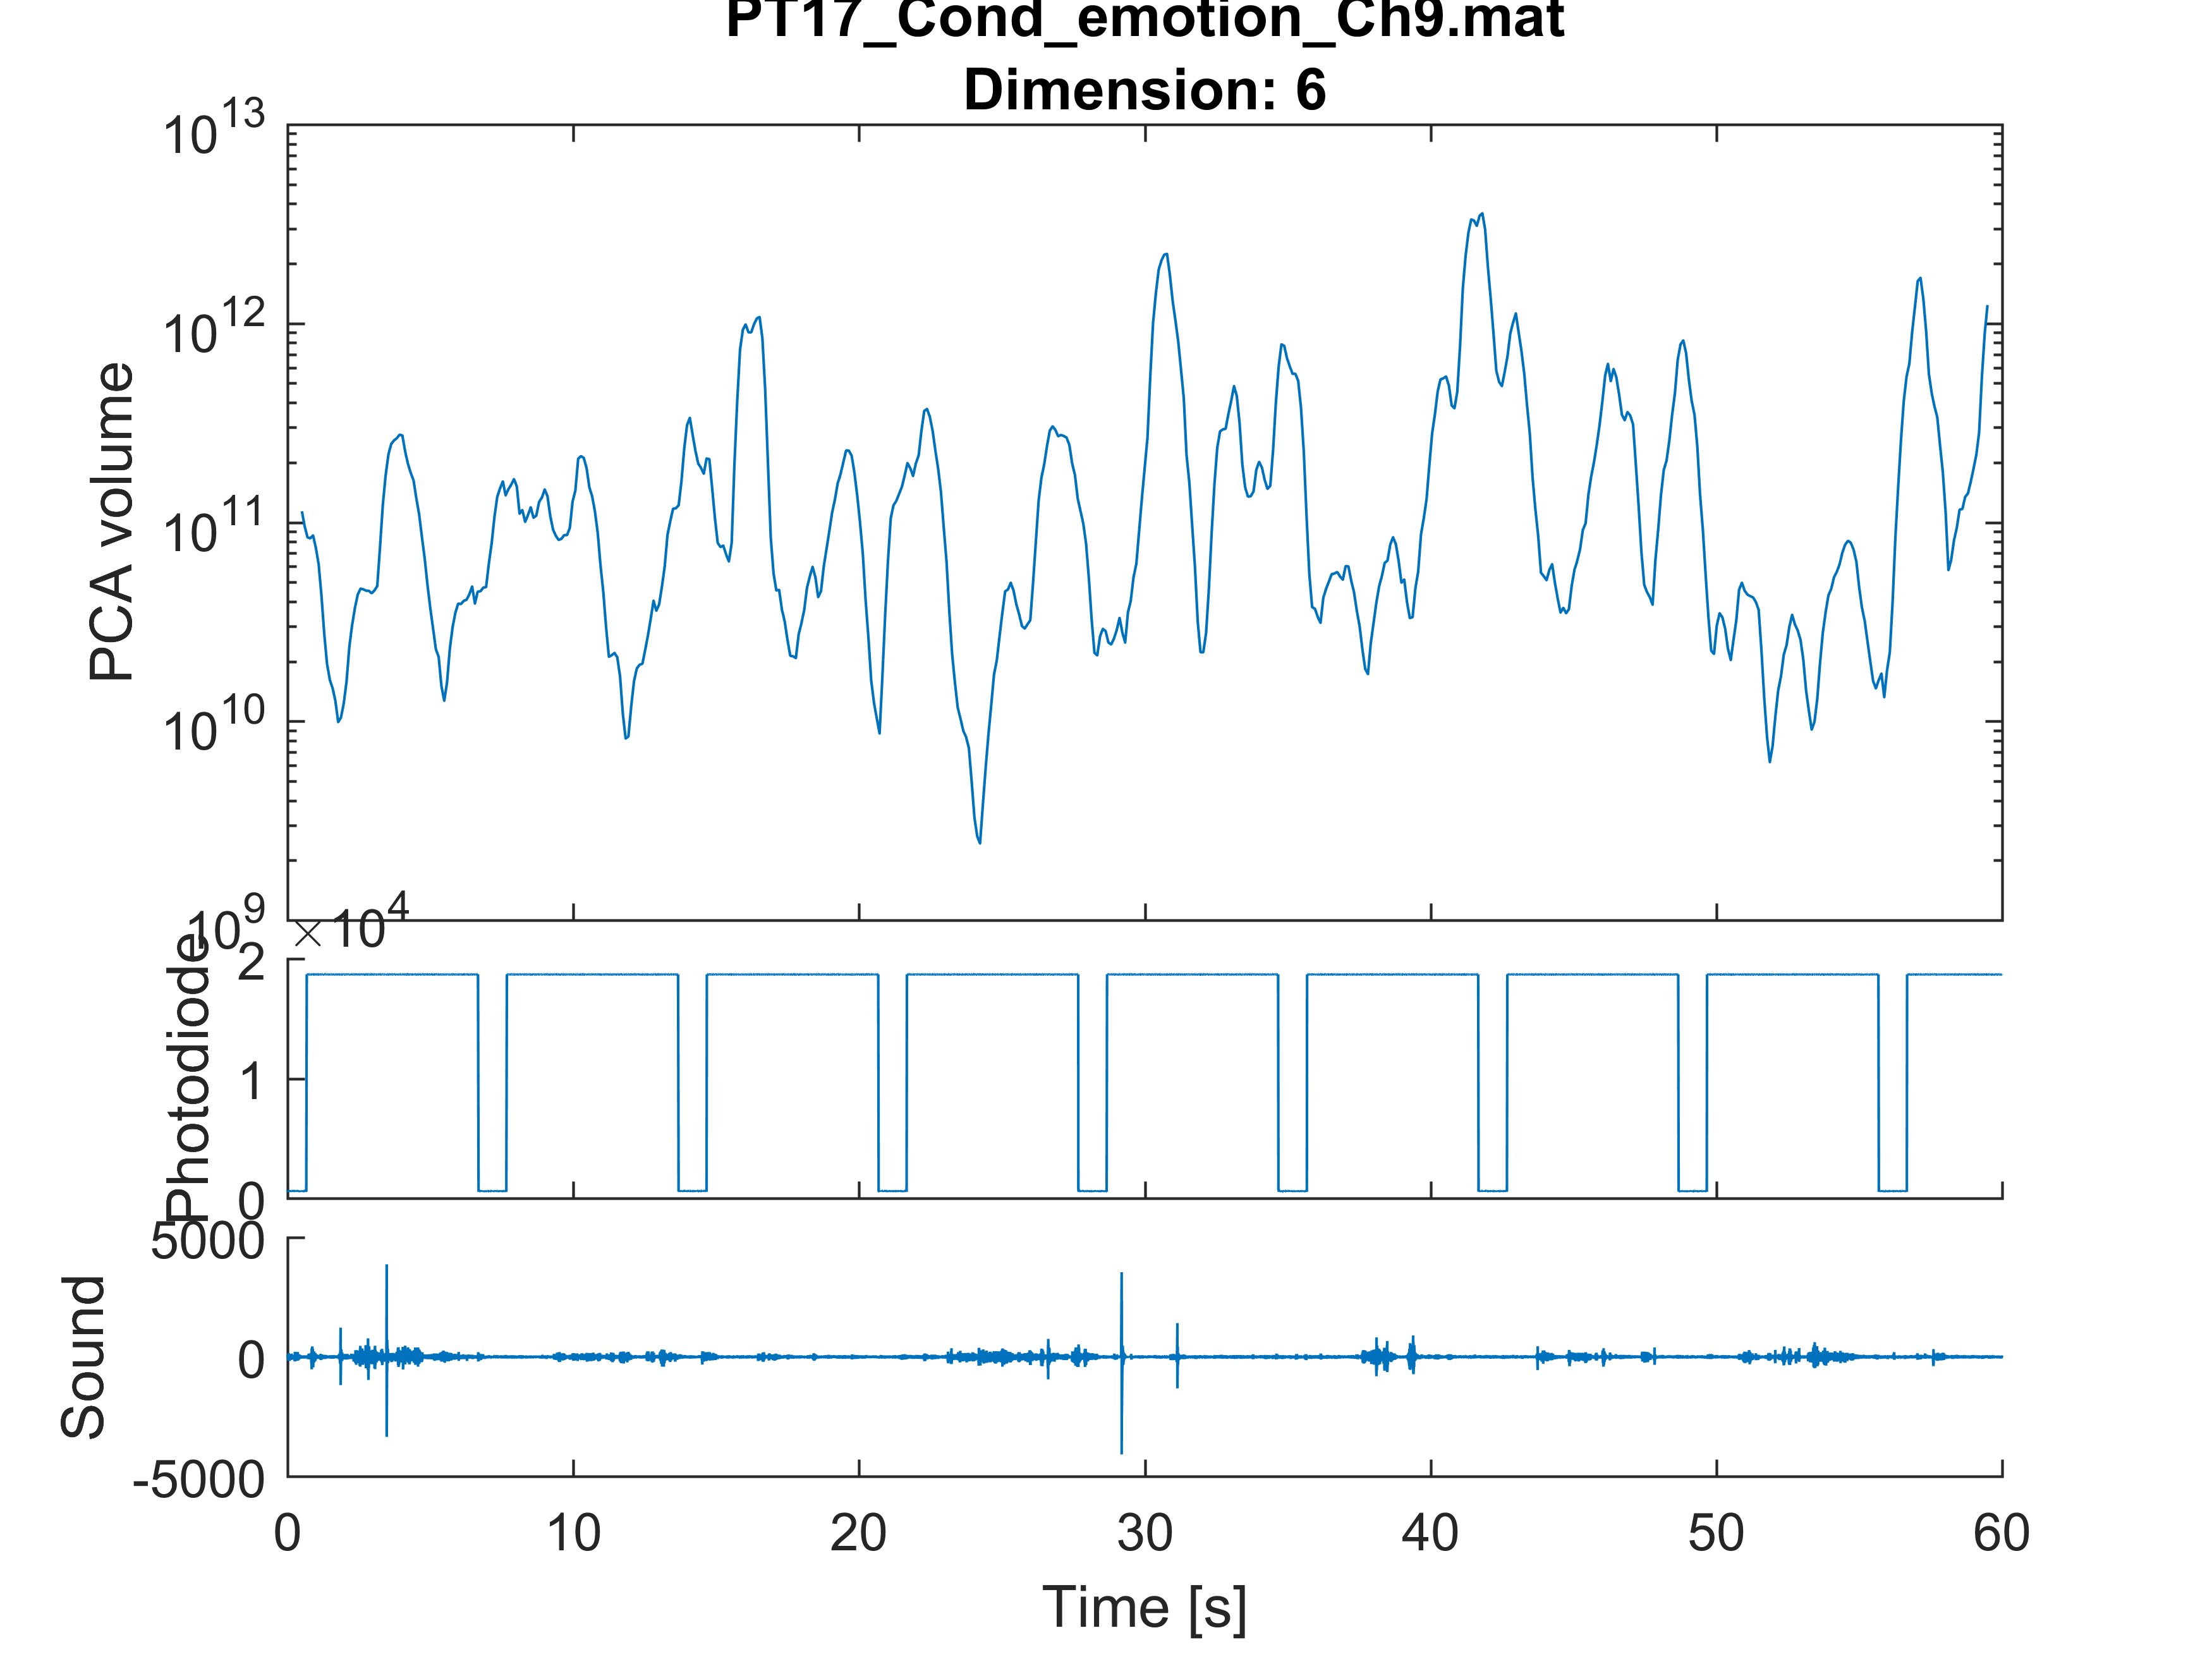 PT17_Cond_emotion_Ch9.mat
Dimension: 6
10^13
10^12
10^11
10^10
10^9
PCA volume
× 10^4
2
1
0
Photodiode
5000
0
-5000
Sound
0 10 20 30 40 50 60
Time [s]